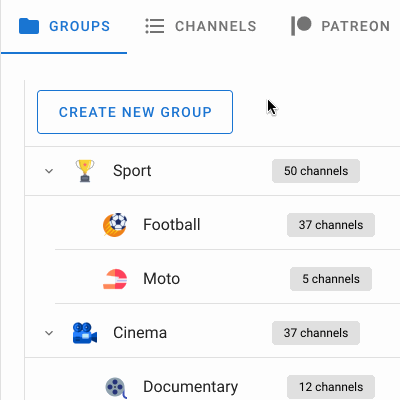 GROUPS CHANNELS PATREON
CREATE NEW GROUP
Sport 50 channels
Football 37 channels
Moto 5 channels
Cinema 37 channels
Documentary 12 channels